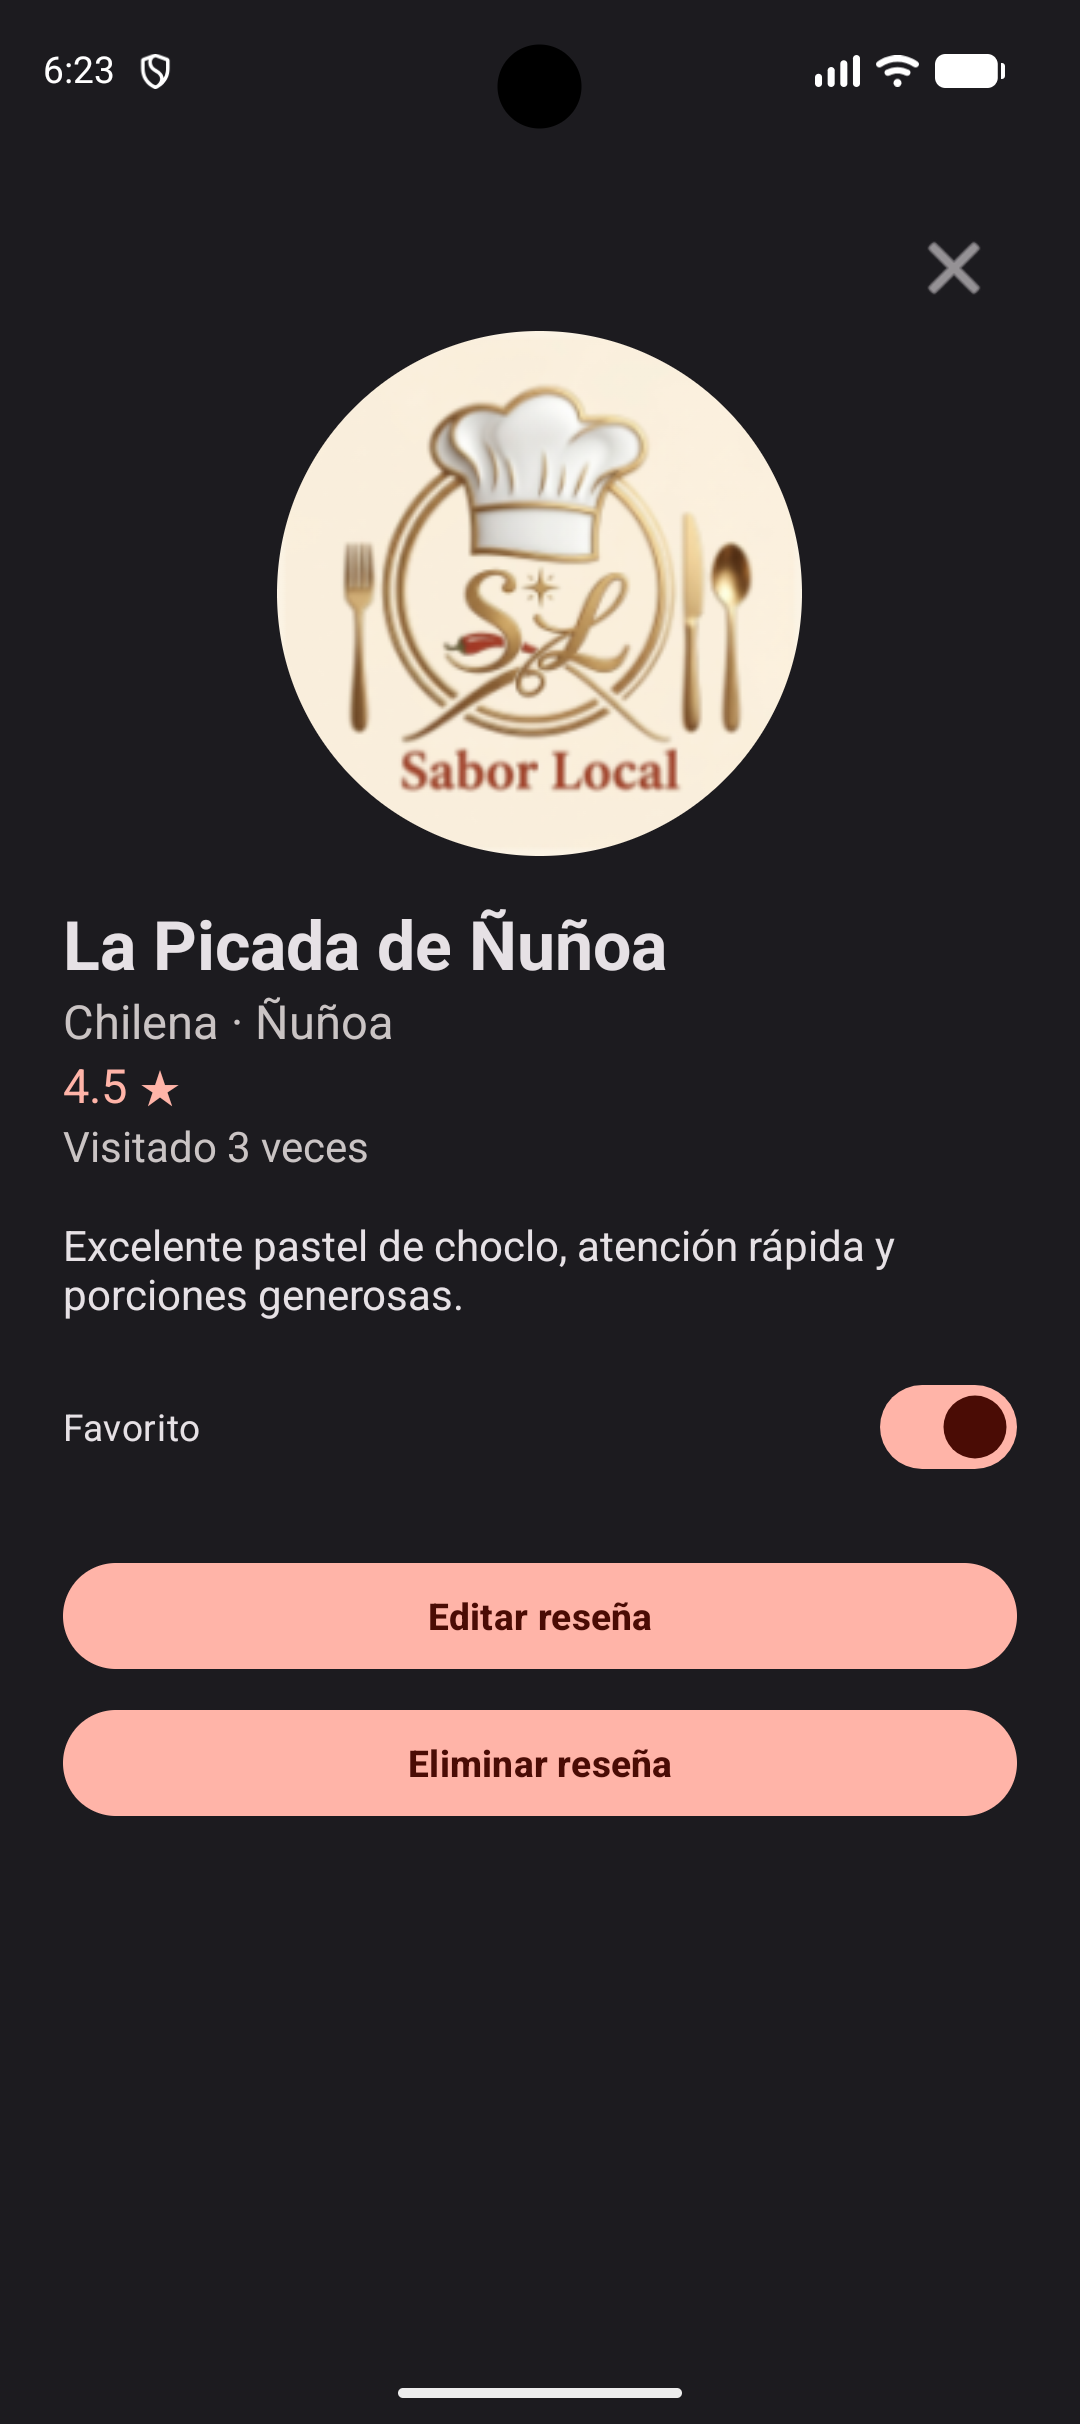 6:23
SL
Sabor Local
La Picada de Ñuñoa
Chilena · Ñuñoa
4.5 ★
Visitado 3 veces
Excelente pastel de choclo, atención rápida y
porciones generosas.
Favorito
Editar reseña
Eliminar reseña